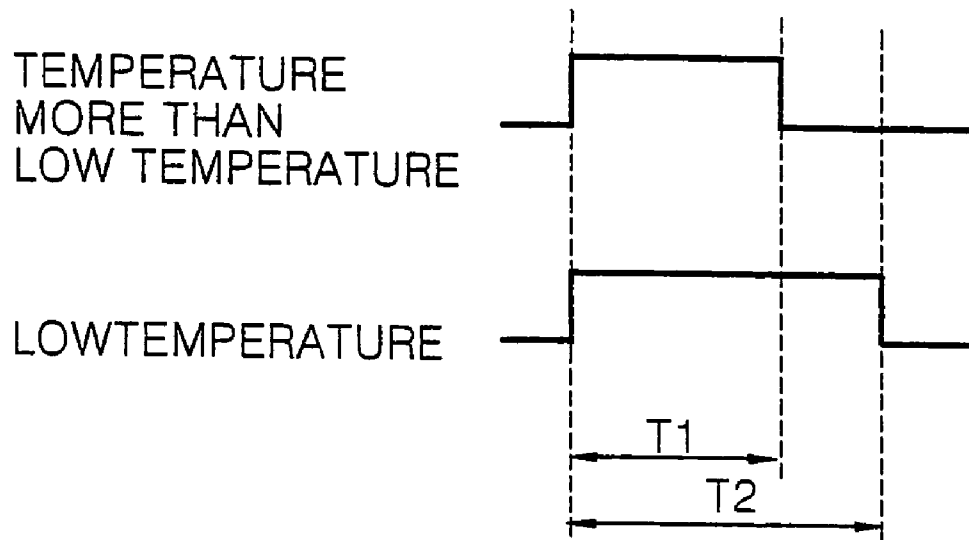 TEMPERATURE
MORE THAN
LOW TEMPERATURE
LOWTEMPERATURE
T1
T2